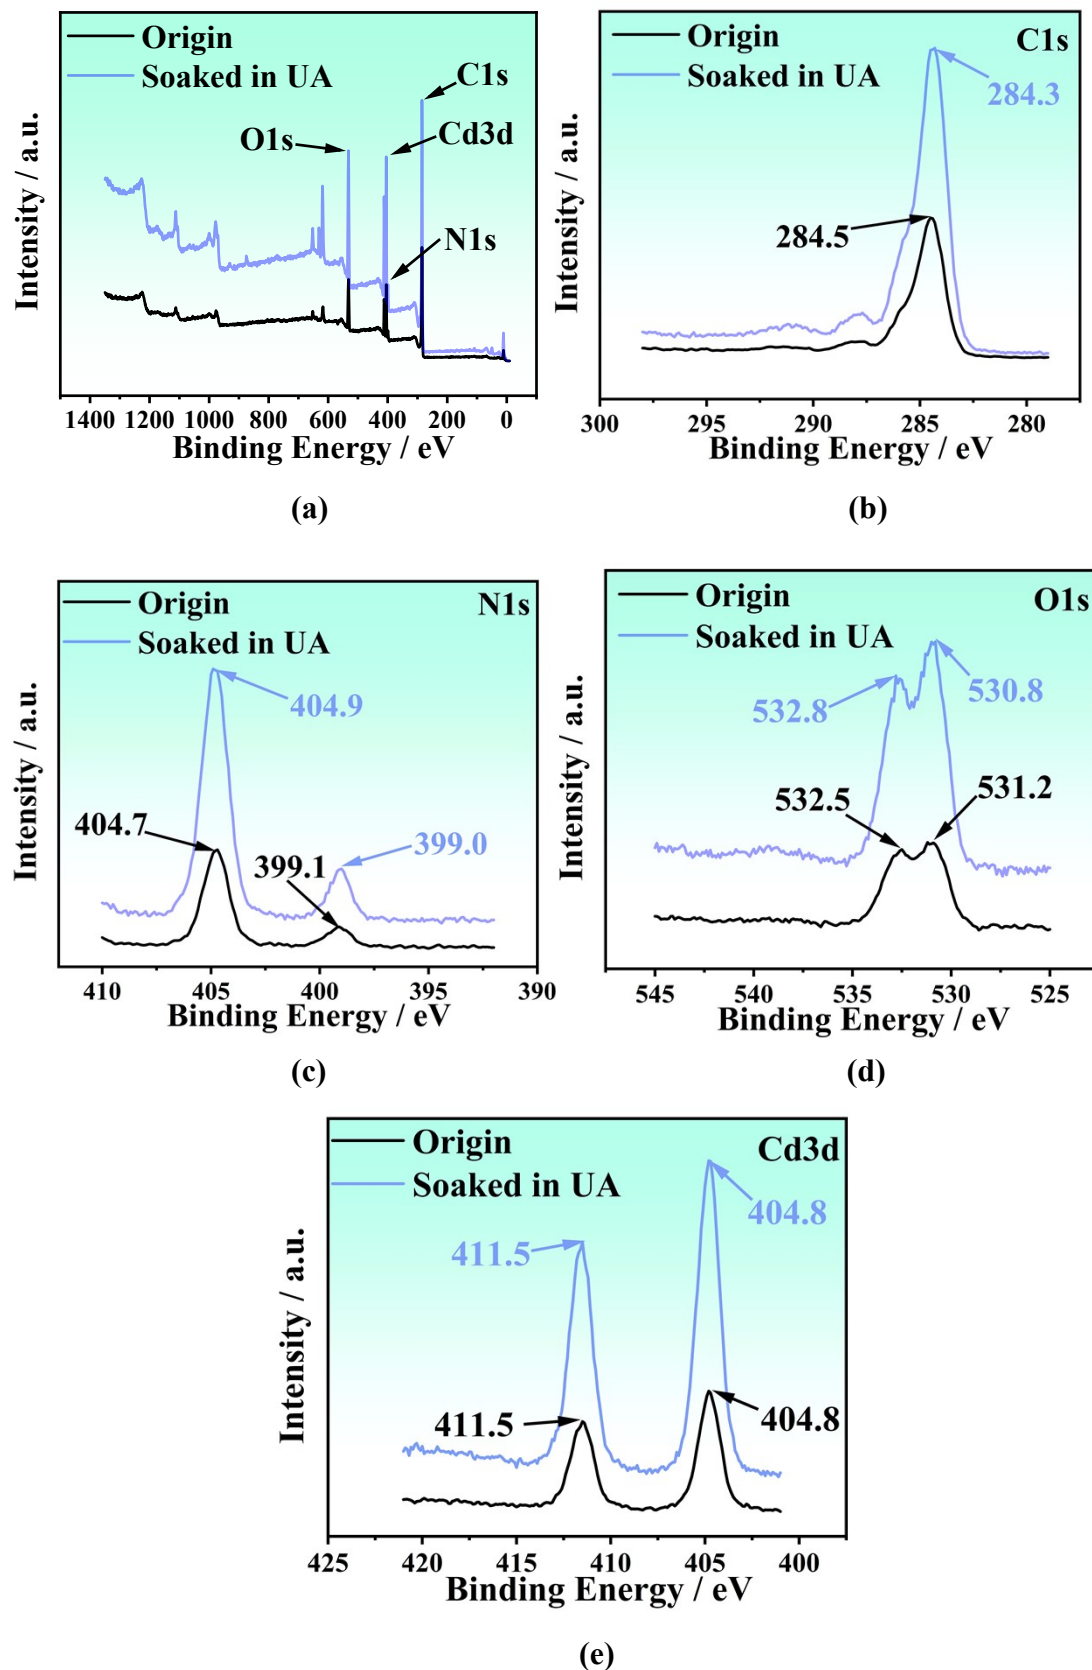 Origin
Soaked in UA
C1s
O1s
Cd3d
N1s
Intensity / a.u.
1400 1200 1000 800 600 400 200 0
Binding Energy / eV
(a)
Origin
Soaked in UA
C1s
284.3
284.5
Intensity / a.u.
300 295 290 285 280
Binding Energy / eV
(b)
Origin
Soaked in UA
N1s
404.9
404.7
399.1
399.0
Intensity / a.u.
410 405 400 395 390
Binding Energy / eV
(c)
Origin
Soaked in UA
O1s
532.8
530.8
532.5
531.2
Intensity / a.u.
545 540 535 530 525
Binding Energy / eV
(d)
Origin
Soaked in UA
Cd3d
404.8
411.5
411.5
404.8
Intensity / a.u.
425 420 415 410 405 400
Binding Energy / eV
(e)